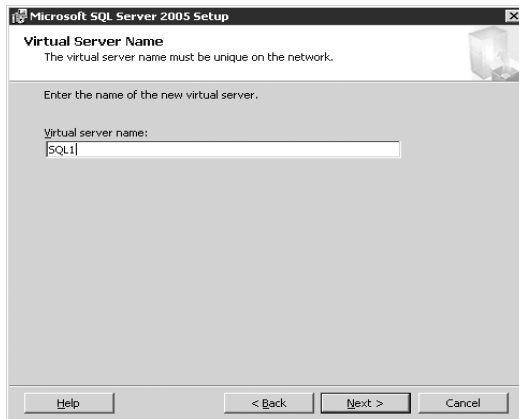 Microsoft SQL Server 2005 Setup
Virtual Server Name
The virtual server name must be unique on the network.
Enter the name of the new virtual server.
Virtual server name:
SQL1
Help
< Back
Next >
Cancel